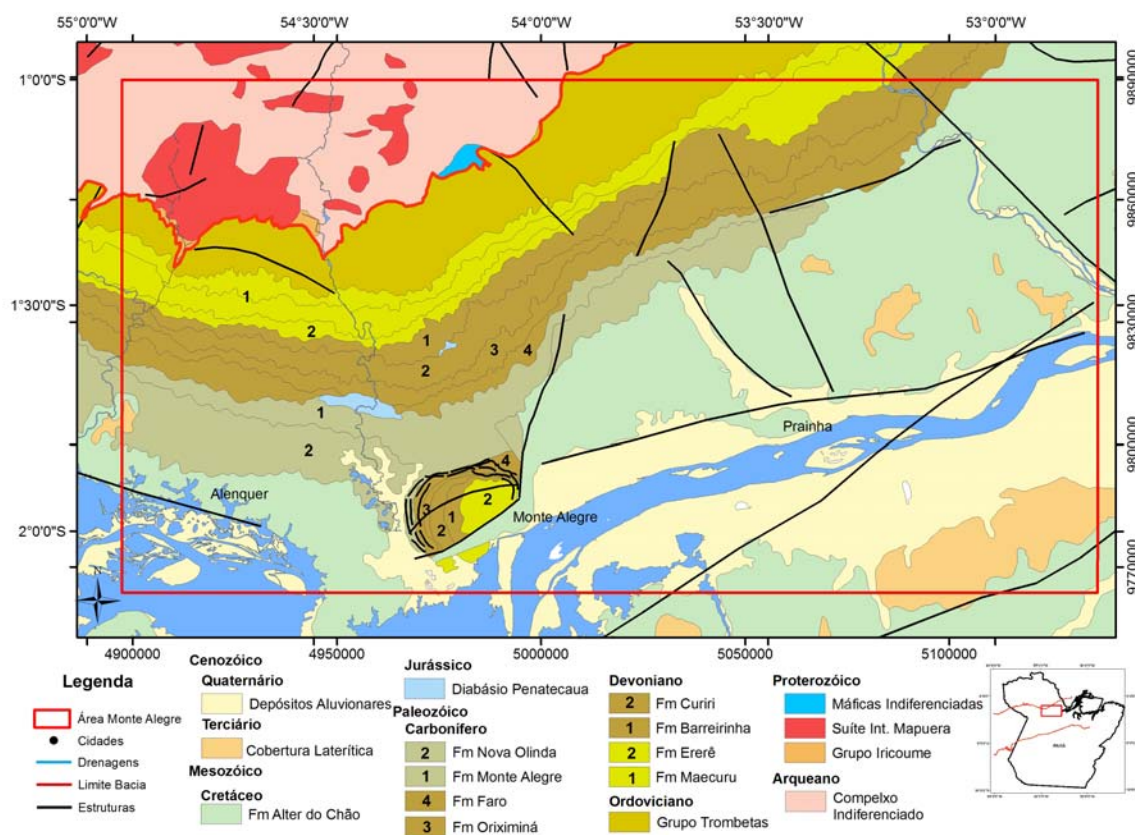 55°0'0"W 54°30'0"W 54°0'0"W 53°30'0"W 53°0'0"W
1°0'0"S
9890000
9860000
1°30'0"S
9830000
9800000
2°0'0"S
9770000
1
2
1
2
3
4
1
2
4
2
3
1
2
Alenquer
Monte Alegre
Prainha
N
4900000 4950000 5000000 5050000 5100000
Legenda
Área Monte Alegre
Cidades
Drenagens
Limite Bacia
Estruturas
Cenozóico
Quaternário
Depósitos Aluvionares
Terciário
Cobertura Laterítica
Mesozóico
Cretáceo
Fm Alter do Chão
Jurássico
Diabásio Penatecaua
Paleozóico
Carbonífero
2 Fm Nova Olinda
1 Fm Monte Alegre
4 Fm Faro
3 Fm Oriximiná
Devoniano
2 Fm Curiri
1 Fm Barreirinha
2 Fm Ererê
1 Fm Maecuru
Ordoviciano
Grupo Trombetas
Proterozóico
Máficas Indiferenciadas
Suíte Int. Mapuera
Grupo Iricoume
Arqueano
Compelxo
Indiferenciado